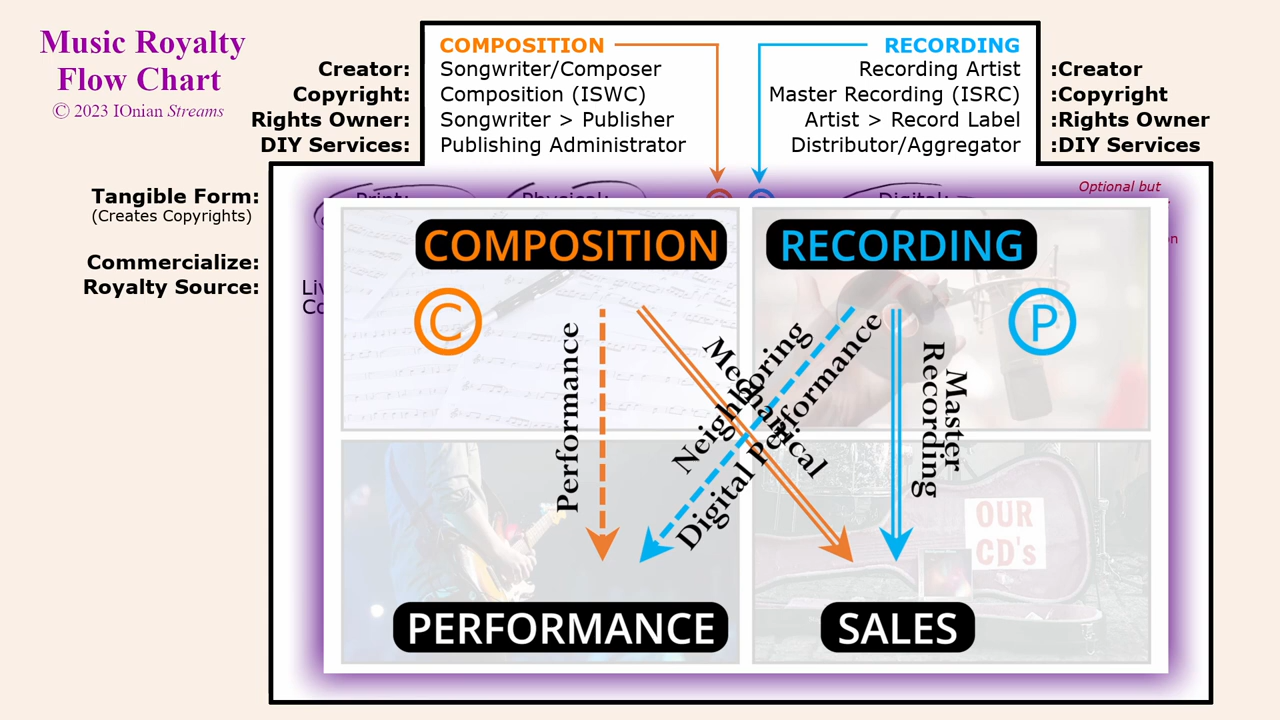 Music Royalty
Flow Chart
© 2023 IOnian Streams
COMPOSITION
RECORDING
Creator: Songwriter/Composer
Recording Artist :Creator
Copyright: Composition (ISWC)
Master Recording (ISRC) :Copyright
Rights Owner: Songwriter > Publisher
Artist > Record Label :Rights Owner
DIY Services: Publishing Administrator
Distributor/Aggregator :DIY Services
Tangible Form:
(Creates Copyrights)
Print:
Physical:
Digital:
Optional but
Commercialize:
Royalty Source:
COMPOSITION
RECORDING
C
P
Performance
Mechanical
Neighboring
Digital Performance
Master
Recording
OUR
CD's
PERFORMANCE
SALES